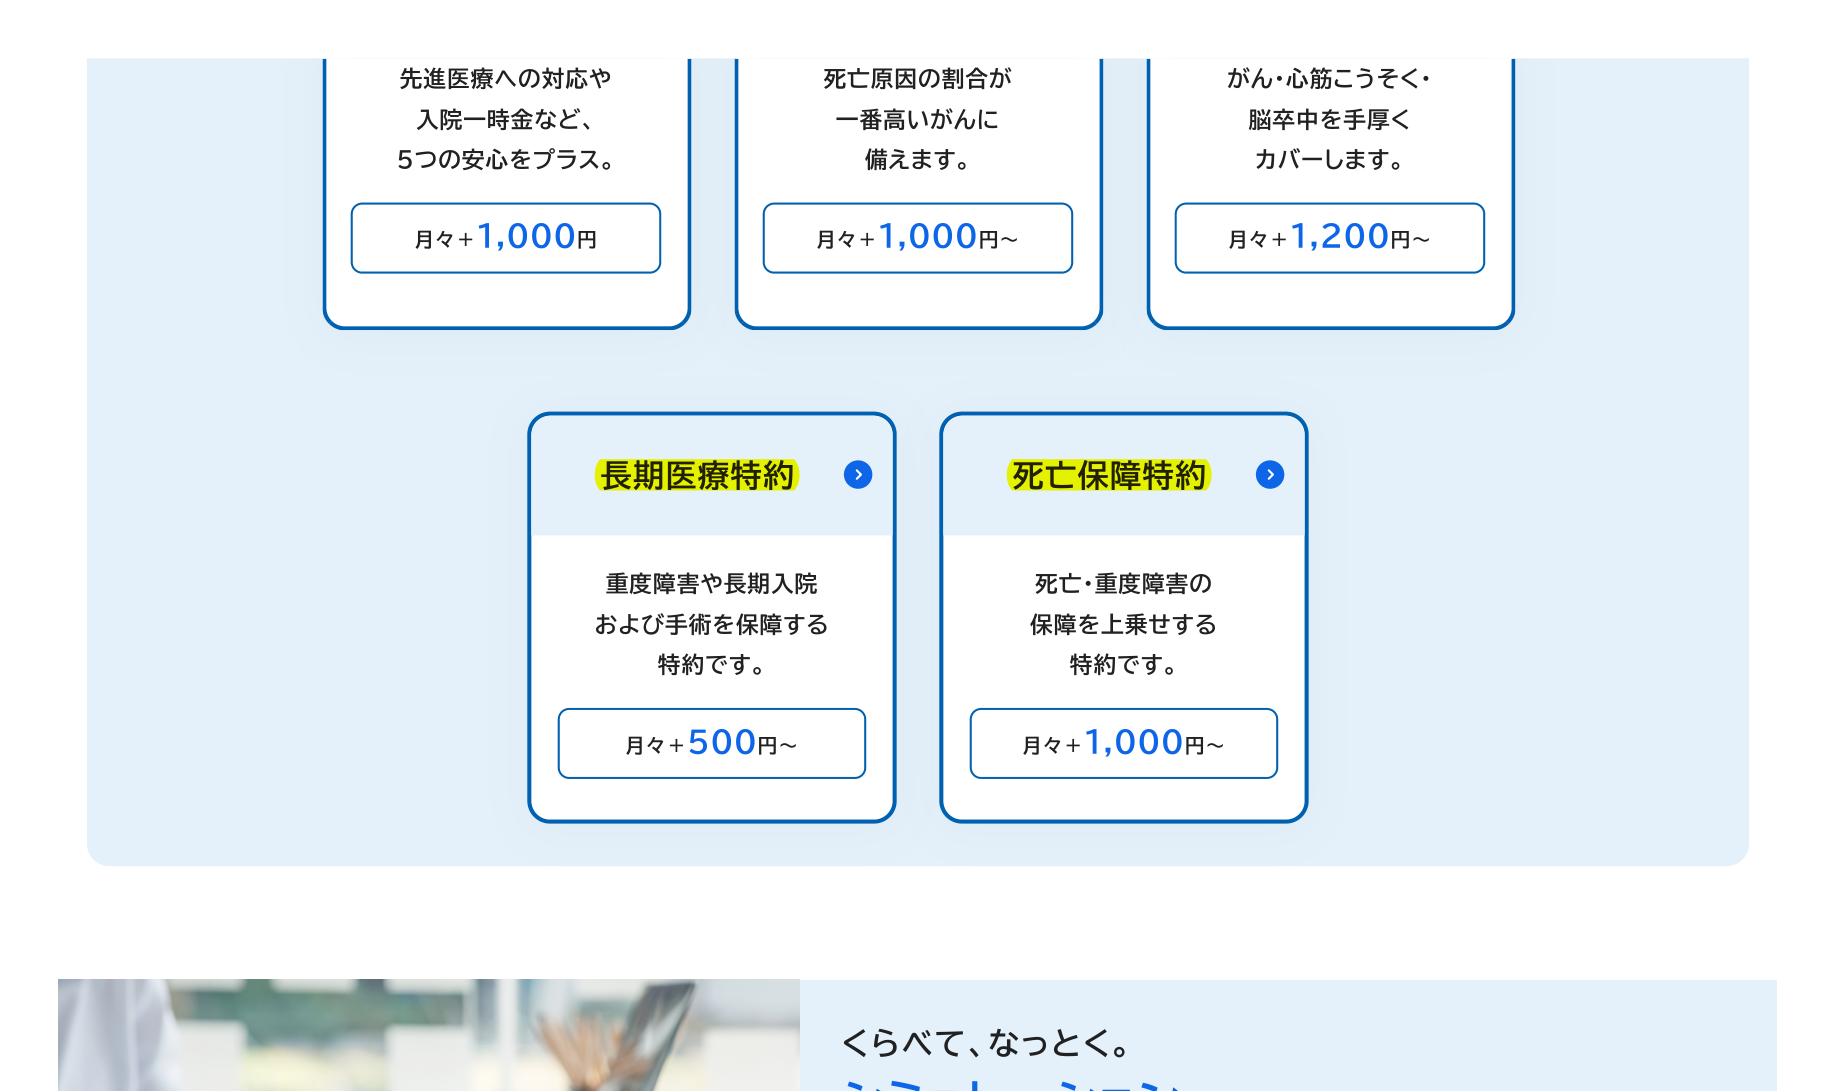 先進医療への対応や
入院一時金など、
5つの安心をプラス。
月々+1,000円
死亡原因の割合が
一番高いがんに
備えます。
月々+1,000円～
がん・心筋こうそく・
脳卒中を手厚く
カバーします。
月々+1,200円～
長期医療特約
重度障害や長期入院
および手術を保障する
特約です。
月々+500円～
死亡保障特約
死亡・重度障害の
保障を上乗せする
特約です。
月々+1,000円～
くらべて、なっとく。